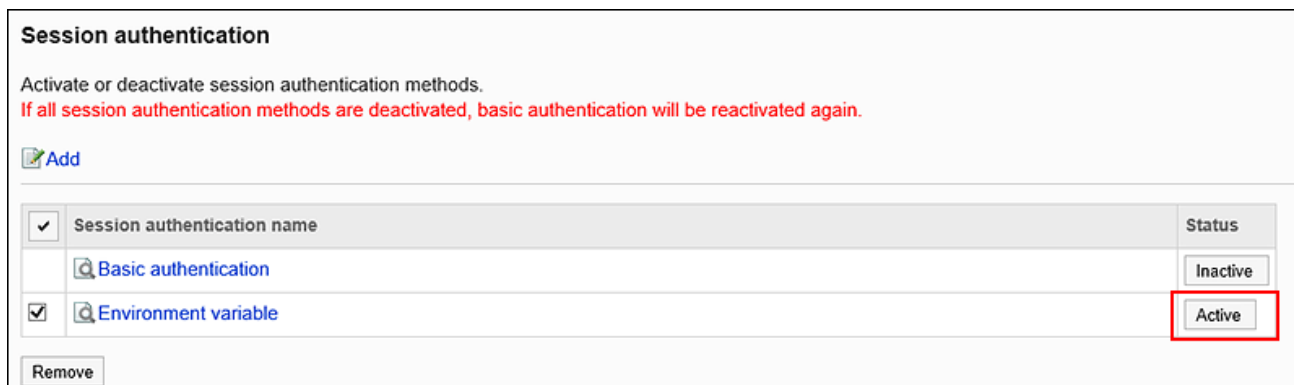 Session authentication
Activate or deactivate session authentication methods.
If all session authentication methods are deactivated, basic authentication will be reactivated again.
Add
Session authentication name Status
Basic authentication Inactive
Environment variable Active
Remove